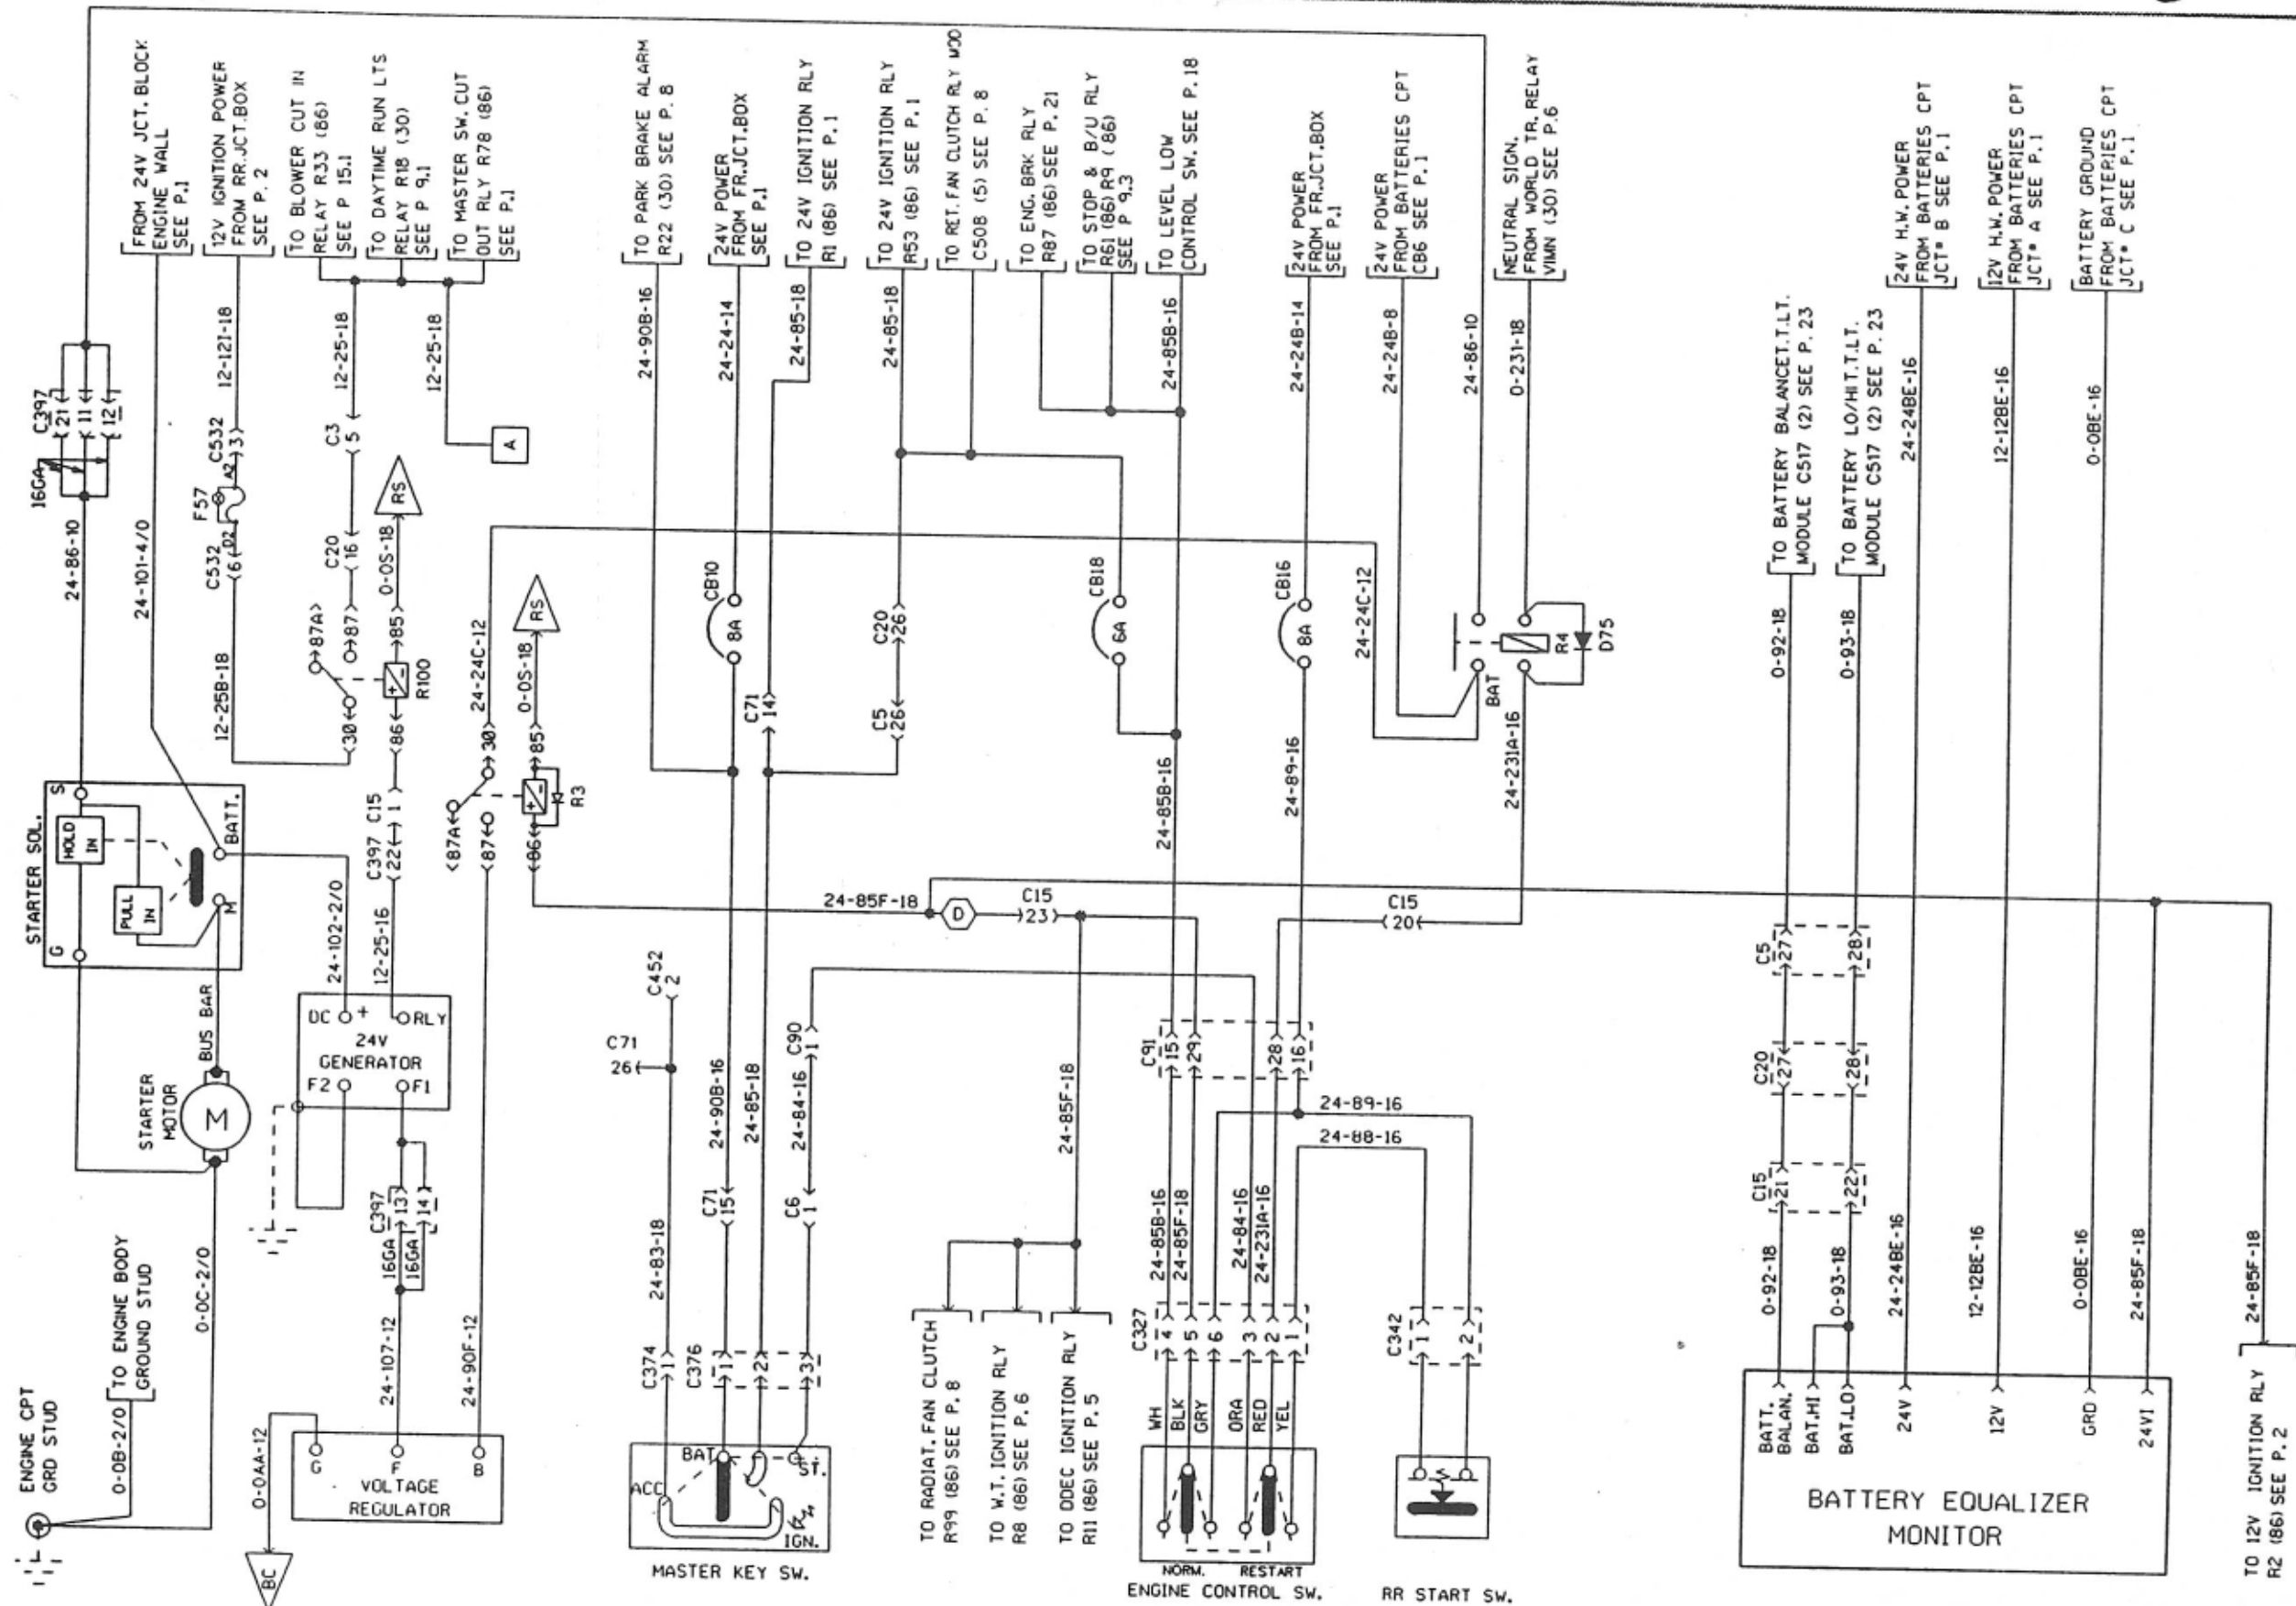 FROM 24V JCT. BLOCK
ENGINE WALL
SEE P.1
12V IGNITION POWER
FROM RR.JCT.BOX
SEE P. 2
TO BLOWER CUT IN
RELAY R33 (86)
SEE P 15.1
TO DAYTIME RUN LTS
RELAY R18 (30)
SEE P 9.1
TO MASTER SW. CUT
OUT RLY R78 (86)
SEE P.1
TO PARK BRAKE ALARM
R22 (30) SEE P. 8
24V POWER
FROM FR.JCT.BOX
SEE P.1
TO 24V IGNITION RLY
R1 (86) SEE P. 1
TO 24V IGNITION RLY
R53 (86) SEE P. 1
TO RET. FAN CLUTCH RLY MOD
C508 (5) SEE P. 8
TO ENG. BRK RLY
R87 (86) SEE P. 21
TO STOP & B/U RLY
R61 (86) R9 (86)
SEE P 9.3
TO LEVEL LOW
CONTROL SW. SEE P. 18
24V POWER
FROM FR.JCT.BOX
SEE P.1
24V POWER
FROM BATTERIES CPT
CB6 SEE P. 1
NEUTRAL SIGN.
FROM WORLD TR. RELAY
VIMN (30) SEE P.6
TO BATTERY BALANCET.T.LT.
MODULE C517 (2) SEE P. 23
TO BATTERY LO/HI T.T.LT.
MODULE C517 (2) SEE P. 23
24V H.W. POWER
FROM BATTERIES CPT
JCT* B SEE P.1
12V H.W. POWER
FROM BATTERIES CPT
JCT* A SEE P.1
BATTERY GROUND
FROM BATTERIES CPT
JCT* C SEE P. 1
C397
21
11
12
16GA
24-86-10
24-101-4/0
12-121-18
C532
3
A2
F57
D2
C532
6
12-25B-18
12-25-18
C3
5
C20
16
12-25-18
A
RS
0-0S-18
87A
87
30
85
86
R100
24-90B-16
24-24-14
24-85-18
24-85-18
24-85B-16
24-24B-14
24-24B-8
24-86-10
0-231-18
24-24BE-16
12-12BE-16
0-0BE-16
24-24C-12
0-0S-18
RS
30
85
87A
87
86
R3
CB10
8A
C71
14
C20
26
C5
26
CB18
6A
CB16
8A
24-24C-12
BAT
R4
D75
0-92-18
0-93-18
24-85B-16
24-89-16
24-231A-16
STARTER SOL.
S
HOLD
IN
PULL
IN
BATT.
M
G
C397
22
C15
1
24-102-2/0
12-25-16
BUS BAR
STARTER
MOTOR
M
DC
+
RLY
24V
GENERATOR
F2
F1
C397
13
14
16GA
16GA
24-107-12
24-90F-12
24-85F-18
D
C15
23
C15
20
C452
2
C71
26
C90
1
C91
15
29
28
16
24-90B-16
24-85-18
24-84-16
24-85F-18
24-89-16
24-88-16
C5
27
28
C20
27
28
C15
21
22
24-83-18
C71
15
C6
1
C374
1
C376
1
2
3
24-85B-16
24-85F-18
24-84-16
24-231A-16
C327
4
5
6
3
2
1
C342
1
2
0-92-18
0-93-18
24-24BE-16
12-12BE-16
0-0BE-16
24-85F-18
24-85F-18
ENGINE CPT
GRD STUD
0-0B-2/0
TO ENGINE BODY
GROUND STUD
0-0C-2/0
0-0AA-12
BC
G
F
B
VOLTAGE
REGULATOR
ACC
BAT
ST.
IGN.
MASTER KEY SW.
TO RADIAT. FAN CLUTCH
R99 (86) SEE P. 8
TO W.T. IGNITION RLY
R8 (86) SEE P. 6
TO DDEC IGNITION RLY
R11 (86) SEE P. 5
WH
BLK
GRY
ORA
RED
YEL
NORM.
RESTART
ENGINE CONTROL SW.
RR START SW.
BATT.
BALAN.
BAT.HI
BAT.LO
24V
12V
GRD
24VI
BATTERY EQUALIZER
MONITOR
TO 12V IGNITION RLY
R2 (86) SEE P. 2